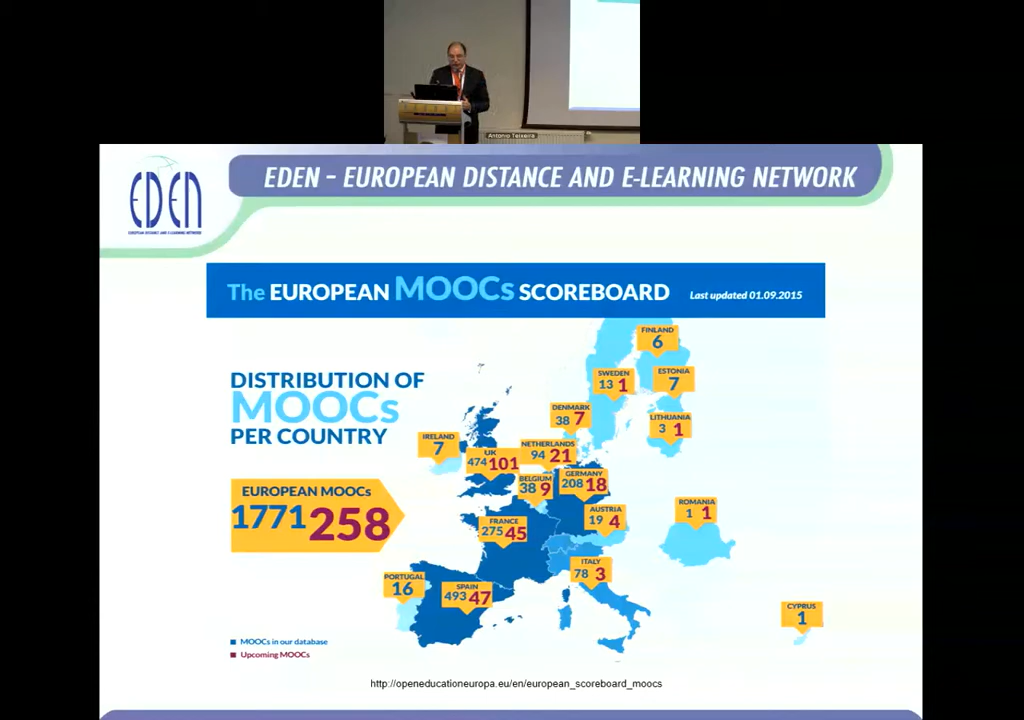 Antonio Teixeira
EDEN
EUROPEAN DISTANCE AND E-LEARNING NETWORK
EDEN – EUROPEAN DISTANCE AND E-LEARNING NETWORK
The EUROPEAN MOOCs SCOREBOARD
Last updated 01.09.2015
DISTRIBUTION OF
MOOCs
PER COUNTRY
EUROPEAN MOOCs
1771 258
FINLAND
6
SWEDEN
13 1
ESTONIA
7
DENMARK
38 7
LITHUANIA
3 1
IRELAND
7
UK
474 101
NETHERLANDS
94 21
BELGIUM
38 9
GERMANY
208 18
FRANCE
275 45
AUSTRIA
19 4
ROMANIA
1 1
ITALY
78 3
PORTUGAL
16
SPAIN
493 47
CYPRUS
1
MOOCs in our database
Upcoming MOOCs
http://openeducationeuropa.eu/en/european_scoreboard_moocs